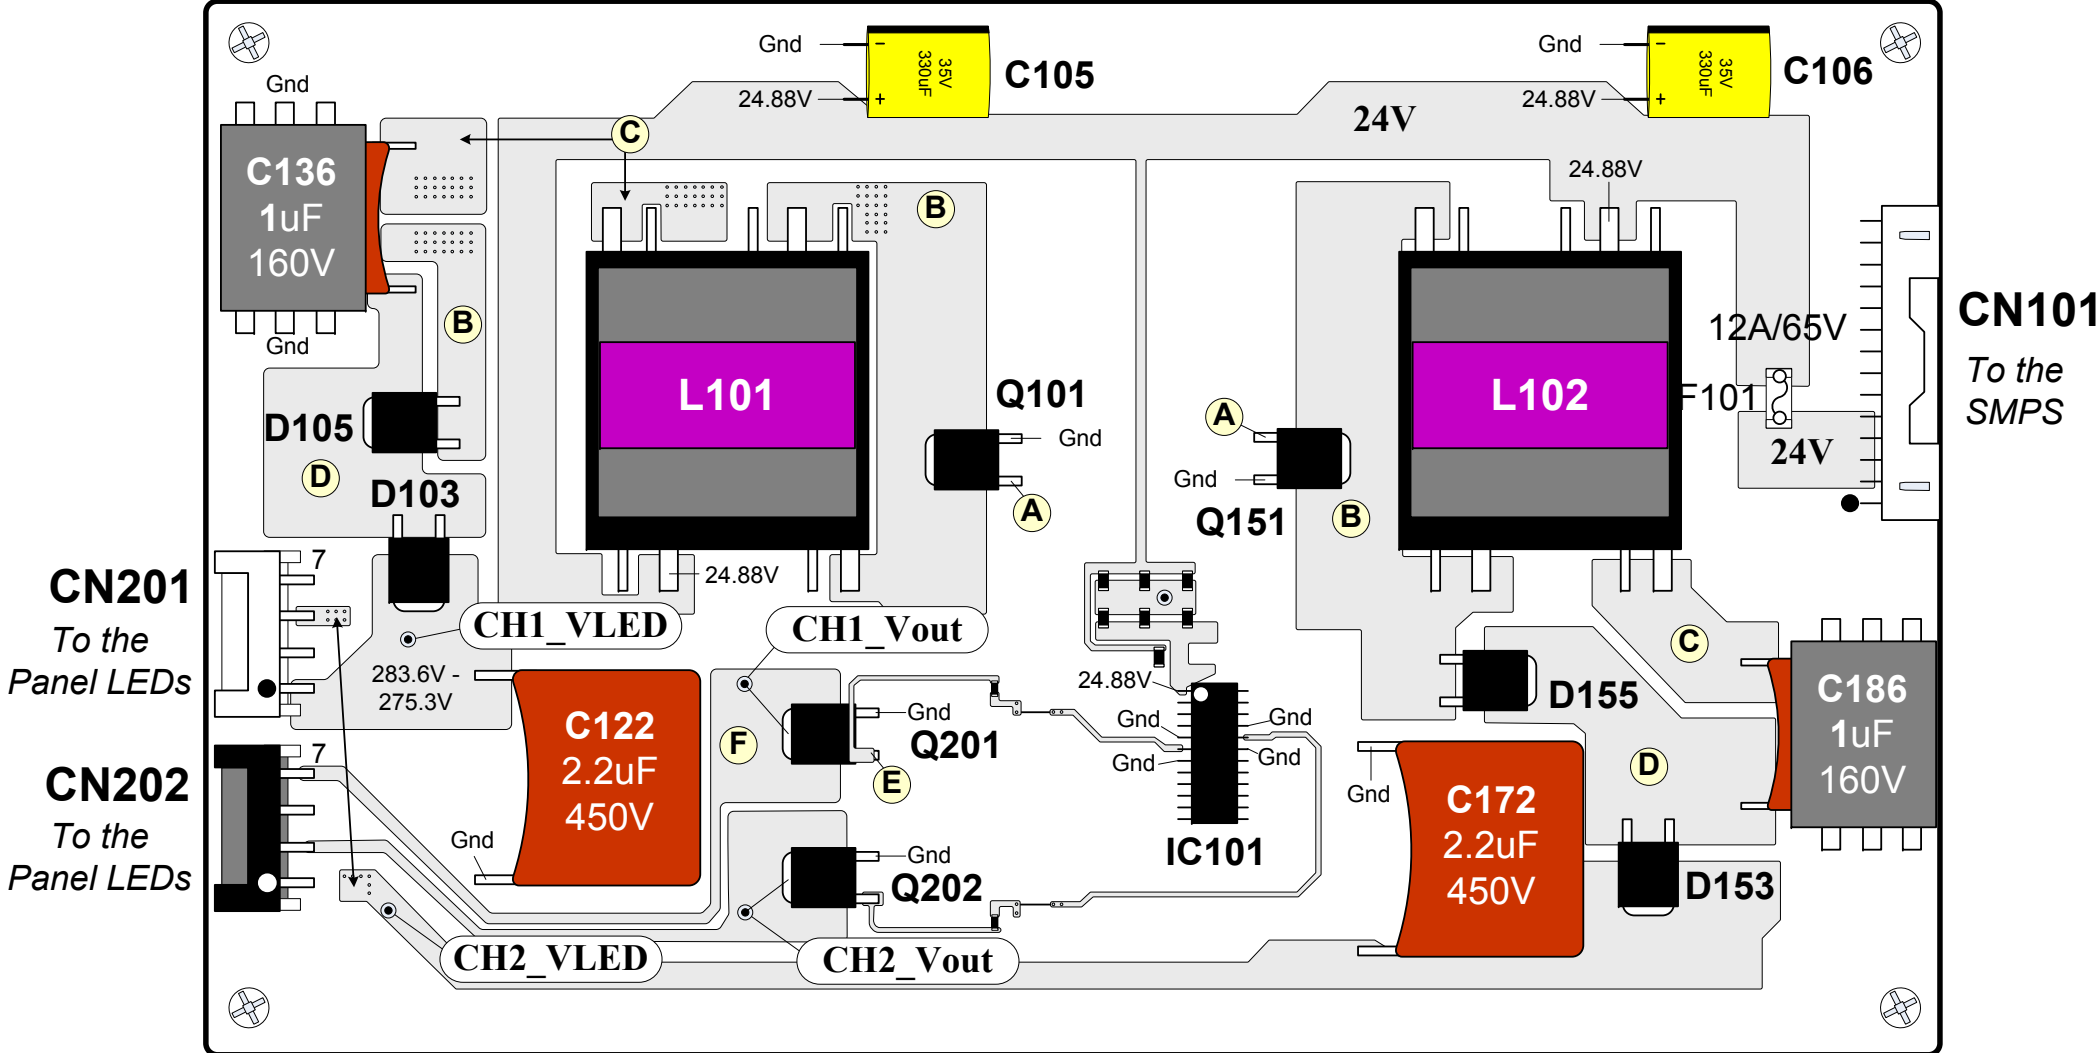 Gnd
-
35V
330uF
+
24.88V
C105
Gnd
-
35V
330uF
+
24.88V
C106
24V
Gnd
C136
1uF
160V
Gnd
C
B
24.88V
B
L101
Q101
Gnd
A
A
Gnd
Q151
B
L102
12A/65V
F101
24V
CN101
To the
SMPS
D105
D
D103
7
CN201
To the
Panel LEDs
24.88V
CH1_VLED
CH1_Vout
283.6V -
275.3V
C122
2.2uF
450V
Gnd
F
Gnd
Q201
E
24.88V
Gnd
Gnd
Gnd
Gnd
IC101
C
D155
C186
1uF
160V
D
Gnd
C172
2.2uF
450V
D153
7
CN202
To the
Panel LEDs
Gnd
Q202
CH2_VLED
CH2_Vout